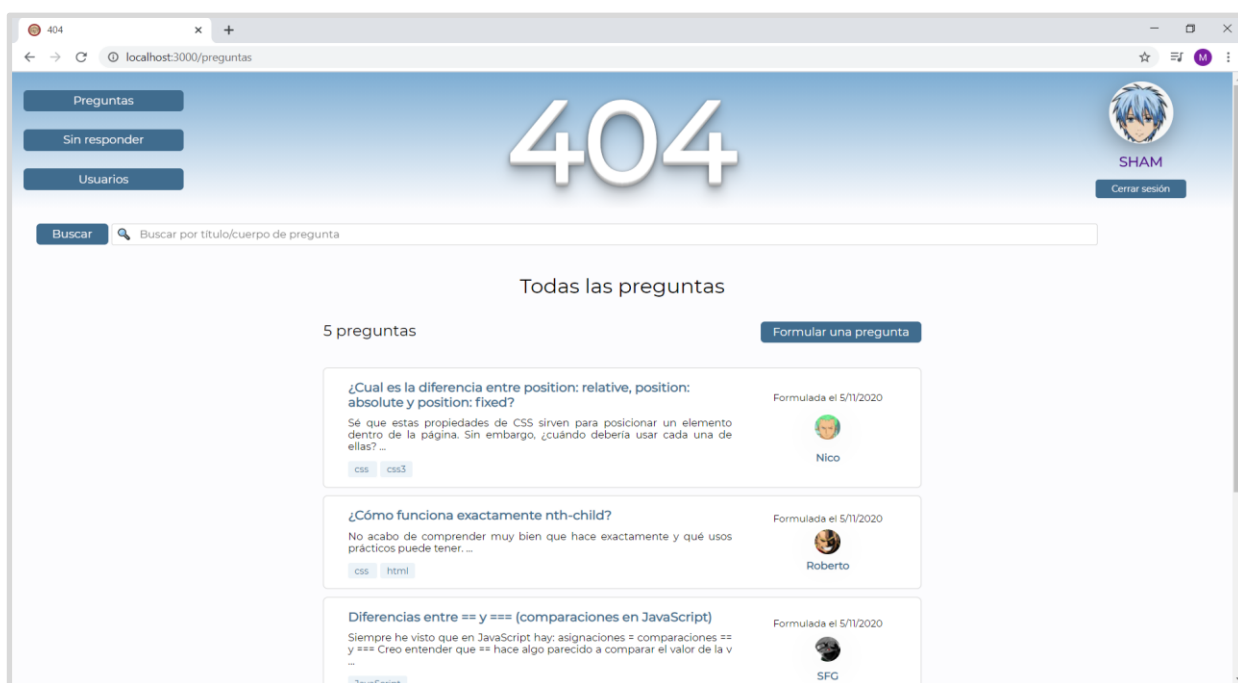 404
localhost:3000/preguntas
M
Preguntas
Sin responder
Usuarios
404
SHAM
Cerrar sesión
Buscar
Buscar por título/cuerpo de pregunta
Todas las preguntas
5 preguntas
Formular una pregunta
¿Cual es la diferencia entre position: relative, position:
absolute y position: fixed?
Sé que estas propiedades de CSS sirven para posicionar un elemento
dentro de la página. Sin embargo, ¿cuándo debería usar cada una de
ellas? ...
css css3
Formulada el 5/11/2020
Nico
¿Cómo funciona exactamente nth-child?
No acabo de comprender muy bien que hace exactamente y qué usos
prácticos puede tener. ...
css html
Formulada el 5/11/2020
Roberto
Diferencias entre == y === (comparaciones en JavaScript)
Siempre he visto que en JavaScript hay: asignaciones = comparaciones ==
y === Creo entender que == hace algo parecido a comparar el valor de la v
...
JavaScript
Formulada el 5/11/2020
SFG